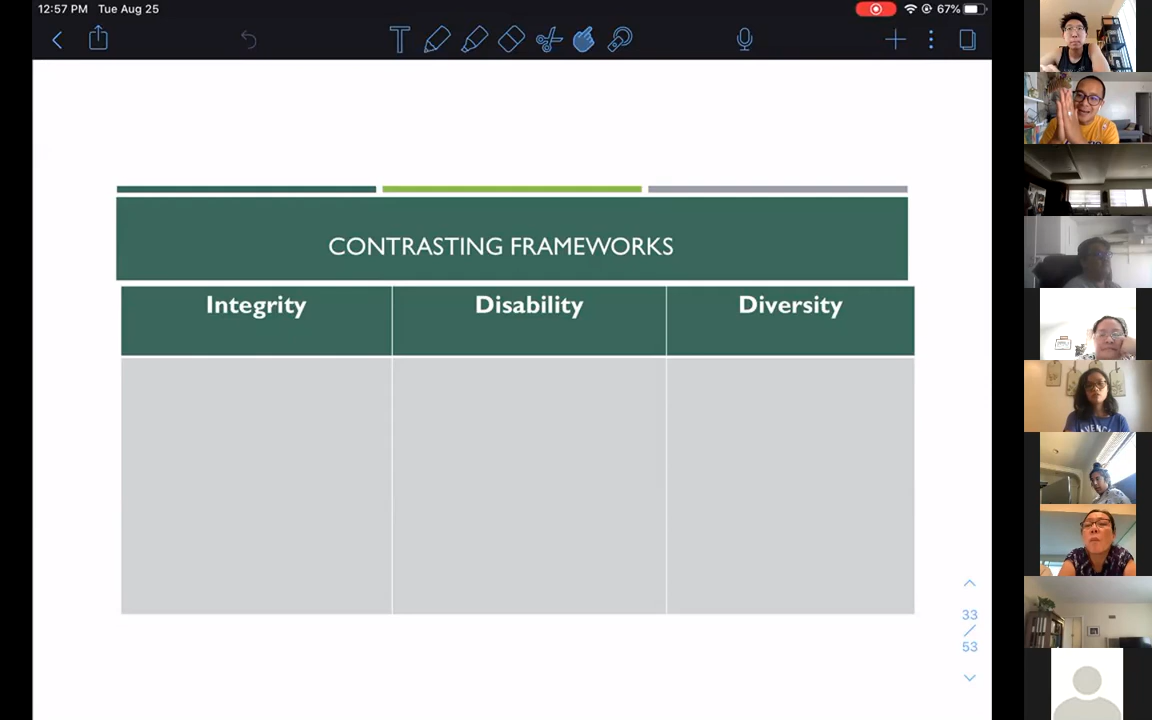 12:57 PM Tue Aug 25
67%
T
CONTRASTING FRAMEWORKS
Integrity Disability Diversity
33
/
53